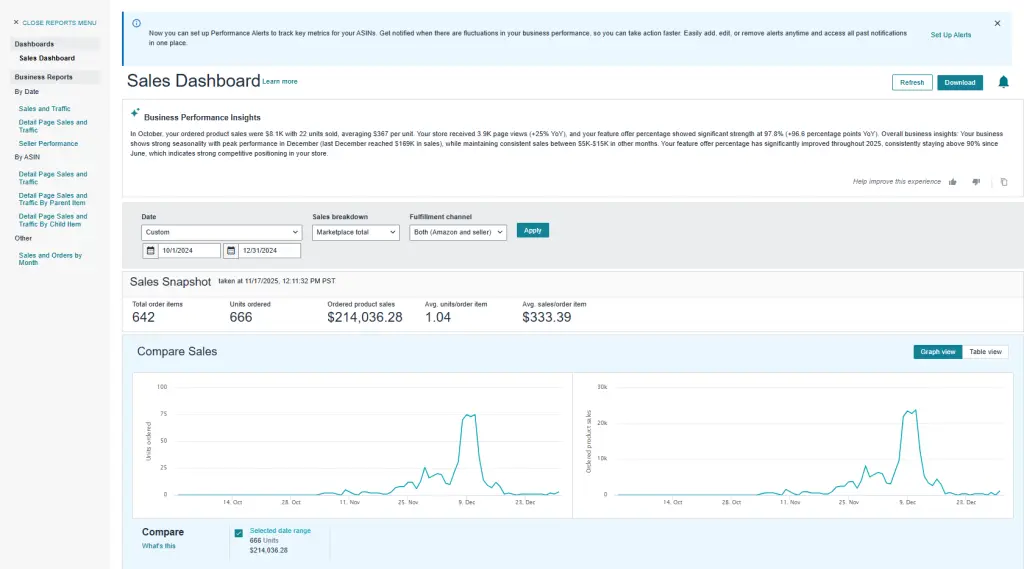 ✕ CLOSE REPORTS MENU
Dashboards
Sales Dashboard
Business Reports
By Date
Sales and Traffic
Detail Page Sales and
Traffic
Seller Performance
By ASIN
Detail Page Sales and
Traffic
Detail Page Sales and
Traffic By Parent Item
Detail Page Sales and
Traffic By Child Item
Other
Sales and Orders by
Month
Now you can set up Performance Alerts to track key metrics for your ASINs. Get notified when there are fluctuations in your business performance, so you can take action faster. Easily add, edit, or remove alerts anytime and access all past notifications
in one place.
Set Up Alerts
Sales Dashboard Learn more
Refresh
Download
Business Performance Insights
In October, your ordered product sales were $8.1K with 22 units sold, averaging $367 per unit. Your store received 3.9K page views (+25% YoY), and your feature offer percentage showed significant strength at 97.8% (+96.6 percentage points YoY). Overall business insights: Your business
shows strong seasonality with peak performance in December (last December reached $169K in sales), while maintaining consistent sales between $5K-$15K in other months. Your feature offer percentage has significantly improved throughout 2025, consistently staying above 90% since
June, which indicates strong competitive positioning in your store.
Help improve this experience
Date
Sales breakdown
Fulfillment channel
Custom
Marketplace total
Both (Amazon and seller)
Apply
10/1/2024
12/31/2024
Sales Snapshot taken at 11/17/2025, 12:11:32 PM PST
Total order items
Units ordered
Ordered product sales
Avg. units/order item
Avg. sales/order item
642
666
$214,036.28
1.04
$333.39
Compare Sales
Graph view
Table view
Units ordered
100
75
50
25
0
14. Oct
28. Oct
11. Nov
25. Nov
9. Dec
23. Dec
Ordered product sales
30k
20k
10k
0
14. Oct
28. Oct
11. Nov
25. Nov
9. Dec
23. Dec
Compare
What's this
Selected date range
666 Units
$214,036.28